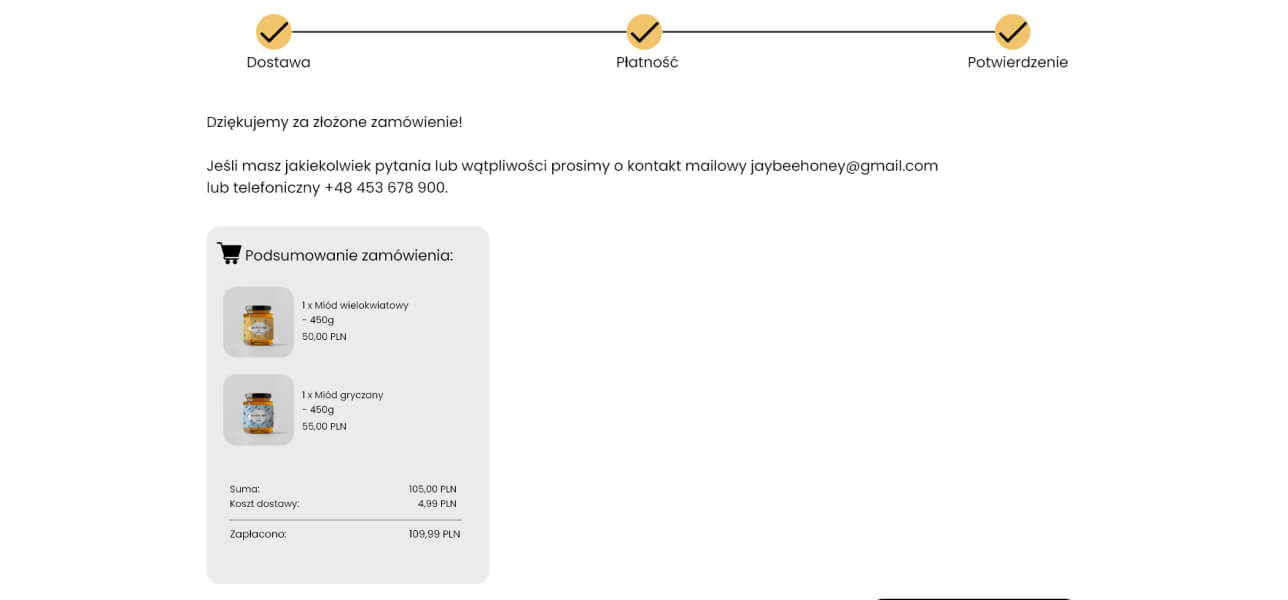 Dostawa
Płatność
Potwierdzenie
Dziękujemy za złożone zamówienie!
Jeśli masz jakiekolwiek pytania lub wątpliwości prosimy o kontakt mailowy jaybeehoney@gmail.com
lub telefoniczny +48 453 678 900.
Podsumowanie zamówienia:
1 x Miód wielokwiatowy
- 450g
50,00 PLN
1 x Miód gryczany
- 450g
55,00 PLN
Suma: 105,00 PLN
Koszt dostawy: 4,99 PLN
Zapłacono: 109,99 PLN